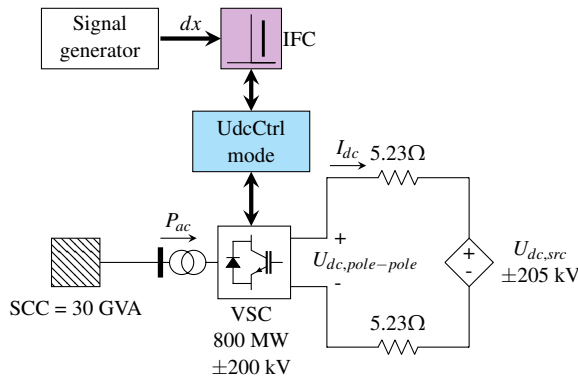 Signal
generator
dx
IFC
UdcCtrl
mode
I_dc
5.23Ω
P_ac
+
U_dc,pole−pole
-
+
-
U_dc,src
±205 kV
SCC = 30 GVA
VSC
800 MW
±200 kV
5.23Ω